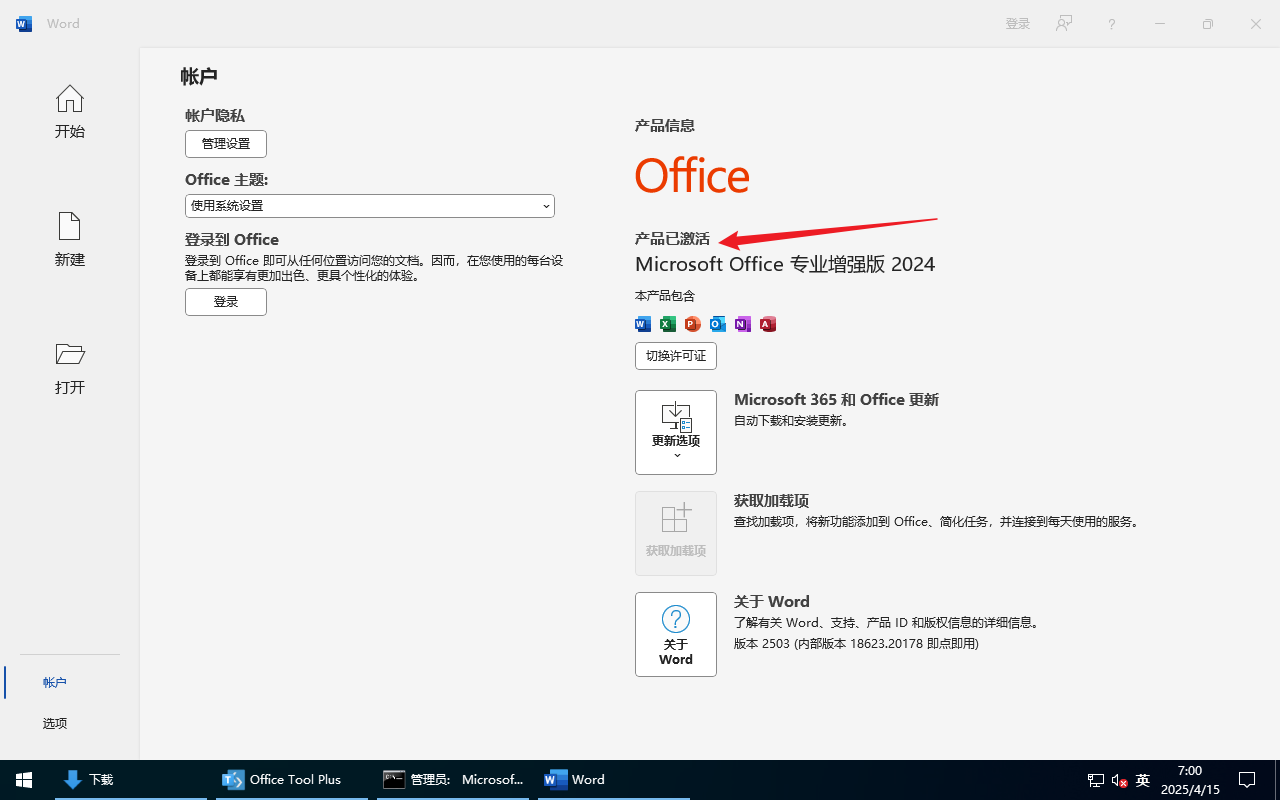 Word
登录
开始
新建
打开
帐户
选项
帐户
帐户隐私
管理设置
Office 主题:
使用系统设置
登录到 Office
登录到 Office 即可从任何位置访问您的文档。因而，在您使用的每台设
备上都能享有更加出色、更具个性化的体验。
登录
产品信息
Office
产品已激活
Microsoft Office 专业增强版 2024
本产品包含
切换许可证
更新选项
Microsoft 365 和 Office 更新
自动下载和安装更新。
获取加载项
获取加载项
查找加载项，将新功能添加到 Office、简化任务，并连接到每天使用的服务。
关于
Word
关于 Word
了解有关 Word、支持、产品 ID 和版权信息的详细信息。
版本 2503 (内部版本 18623.20178 即点即用)
下载
Office Tool Plus
管理员: Microsof...
Word
英
7:00
2025/4/15